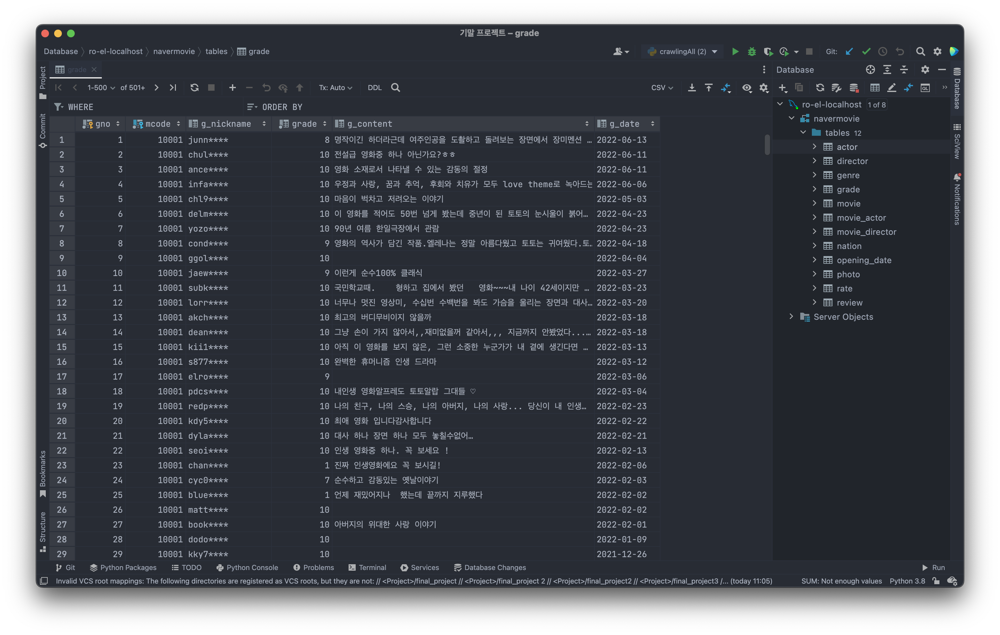 기말 프로젝트 – grade
Database ro-el-localhost navermovie tables grade
crawlingAll (2) Git:
grade
Database
1-500 of 501+ Tx: Auto DDL CSV
WHERE ORDER BY
gno mcode g_nickname grade g_content g_date
1 1 10001 junn**** 8 명작이긴 하더라근데 여주인공을 도촬하고 돌려보는 장면에서 장미멘션 … 2022-06-13
2 2 10001 chul**** 10 전설급 영화중 하나 아닌가요?ㅎㅎ 2022-06-11
3 3 10001 ance**** 10 영화 소재로서 나타낼 수 있는 감동의 절정 2022-06-11
4 4 10001 infa**** 10 우정과 사랑, 꿈과 추억, 후회와 치유가 모두 love theme로 녹아드는 2022-06-06
5 5 10001 chl9**** 10 마음이 벅차고 저려오는 이야기 2022-05-03
6 6 10001 delm**** 10 이 영화를 적어도 50번 넘게 봤는데 중년이 된 토토의 눈시울이 붉어… 2022-04-23
7 7 10001 yozo**** 10 90년 여름 한일극장에서 관람 2022-04-23
8 8 10001 cond**** 9 영화의 역사가 담긴 작품.엘레나는 정말 아름다웠고 토토는 귀여웠다.토… 2022-04-18
9 9 10001 ggol**** 10 2022-04-04
10 10 10001 jaew**** 9 이런게 순수100% 클래식 2022-03-27
11 11 10001 subk**** 10 국민학교때. 형하고 집에서 봤던 영화~~~내 나이 42세이지만 … 2022-03-23
12 12 10001 lorr**** 10 너무나 멋진 영상미, 수십번 수백번을 봐도 가슴을 울리는 장면과 대사… 2022-03-20
13 13 10001 akch**** 10 최고의 버디무비이지 않을까 2022-03-18
14 14 10001 dean**** 10 그냥 손이 가지 않아서,,재미없을꺼 같아서,,, 지금까지 안봤었다...… 2022-03-18
15 15 10001 kii1**** 10 아직 이 영화를 보지 않은, 그런 소중한 누군가가 내 곁에 생긴다면 … 2022-03-13
16 16 10001 s877**** 10 완벽한 휴머니즘 인생 드라마 2022-03-12
17 17 10001 elro**** 9 2022-03-06
18 18 10001 pdcs**** 10 내인생 영화알프레도 토토알랍 그대들 ♡ 2022-03-04
19 19 10001 redp**** 10 나의 친구, 나의 스승, 나의 아버지, 나의 사랑... 당신이 내 인생… 2022-02-23
20 20 10001 kdy5**** 10 최애 영화 입니다감사합니다 2022-02-22
21 21 10001 dyla**** 10 대사 하나 장면 하나 모두 놓칠수없어… 2022-02-21
22 22 10001 seoi**** 10 인생 영화중 하나. 꼭 보세요 ! 2022-02-13
23 23 10001 chan**** 1 진짜 인생영화에요 꼭 보시길! 2022-02-06
24 24 10001 cyc0**** 7 순수하고 감동있는 옛날이야기 2022-02-03
25 25 10001 blue**** 1 언제 재밌어지나 했는데 끝까지 지루했다 2022-02-02
26 26 10001 matt**** 10 2022-02-02
27 27 10001 book**** 10 아버지의 위대한 사랑 이야기 2022-02-01
28 28 10001 dodo**** 10 2022-01-09
29 29 10001 kky7**** 10 2021-12-26
ro-el-localhost 1 of 8
navermovie
tables 12
actor
director
genre
grade
movie
movie_actor
movie_director
nation
opening_date
photo
rate
review
Server Objects
Project
Commit
Bookmarks
Structure
Database
SciView
Notifications
Git Python Packages TODO Python Console Problems Terminal Services Database Changes Run
Invalid VCS root mappings: The following directories are registered as VCS roots, but they are not: // <Project>/final_project // <Project>/final_project 2 // <Project>/final_project2 // <Project>/final_project3 /... (today 11:05) SUM: Not enough values Python 3.8